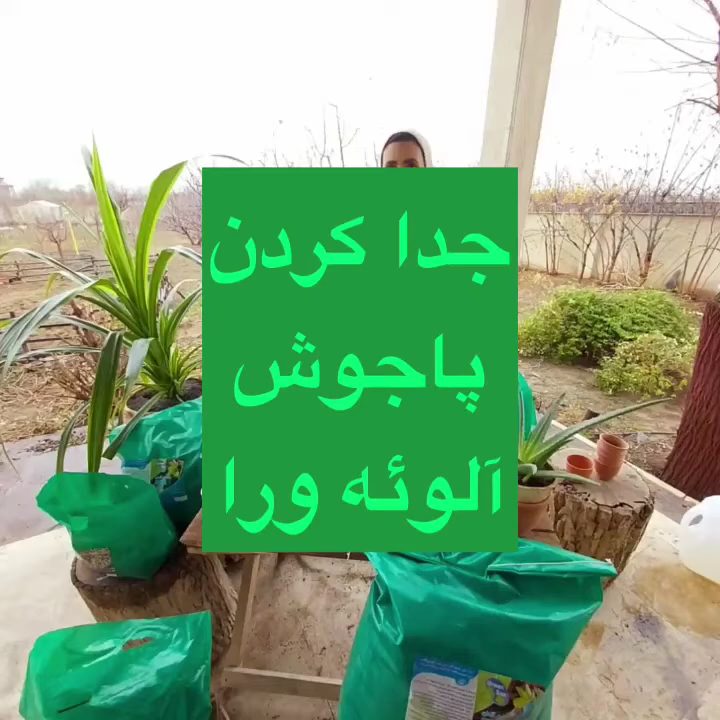 جدا کردن
پاجوش
آلوئه ورا